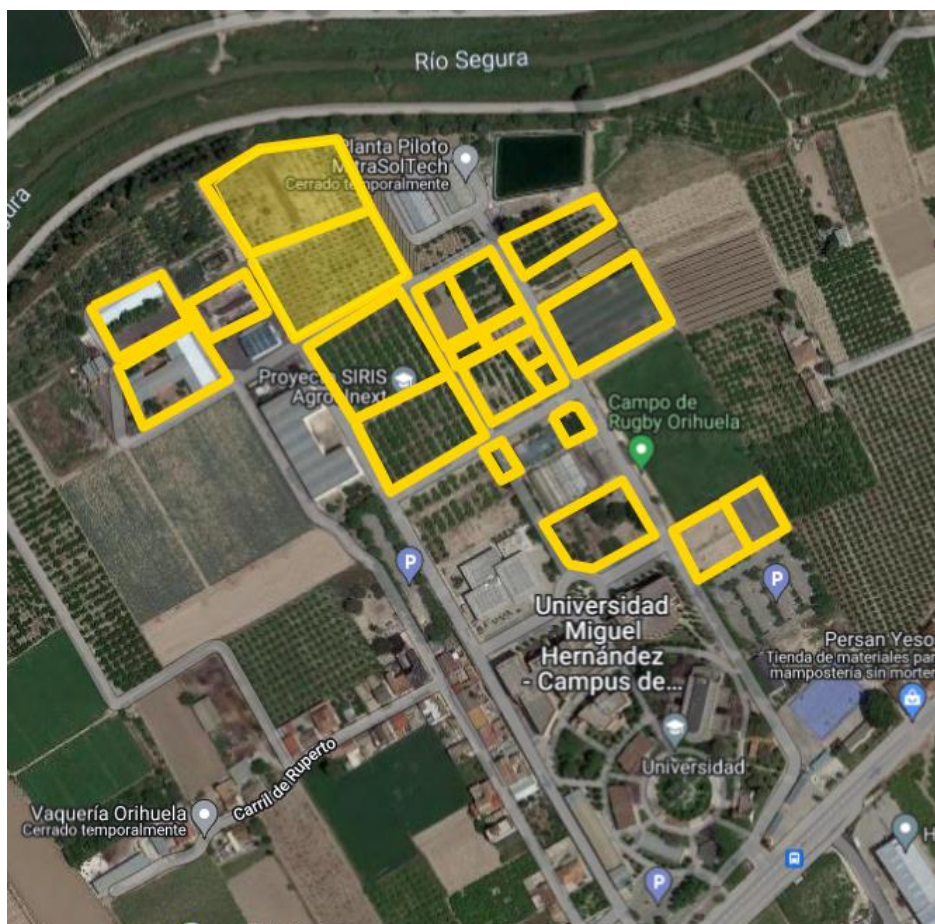 Río Segura
Planta Piloto
Cerrado temporalmente
gura
Proyecto SIRIS
Campo de
Rugby Orihuela
P
Universidad
Miguel
Hernández
- Campus de...
P
Persan Yeso
Tienda de materiales par
mampostería sin morter
Universidad
Carril de Ruperto
Vaquería Orihuela
Cerrado temporalmente
H
P